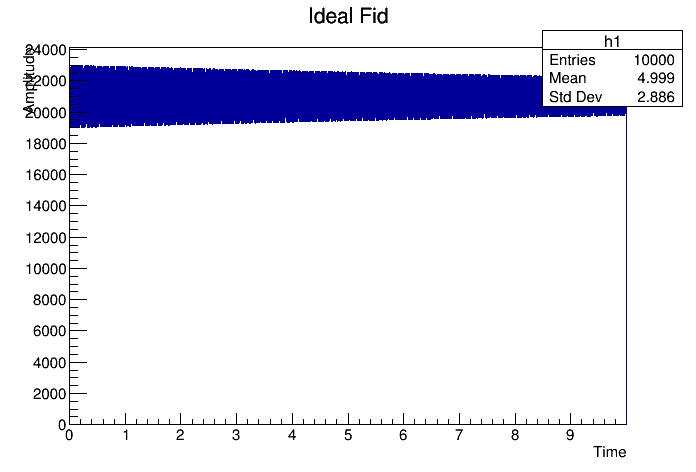 Ideal Fid
h1
Entries 10000
Mean 4.999
Std Dev 2.886
Amplitude
24000
22000
20000
18000
16000
14000
12000
10000
8000
6000
4000
2000
0
0 1 2 3 4 5 6 7 8 9
Time